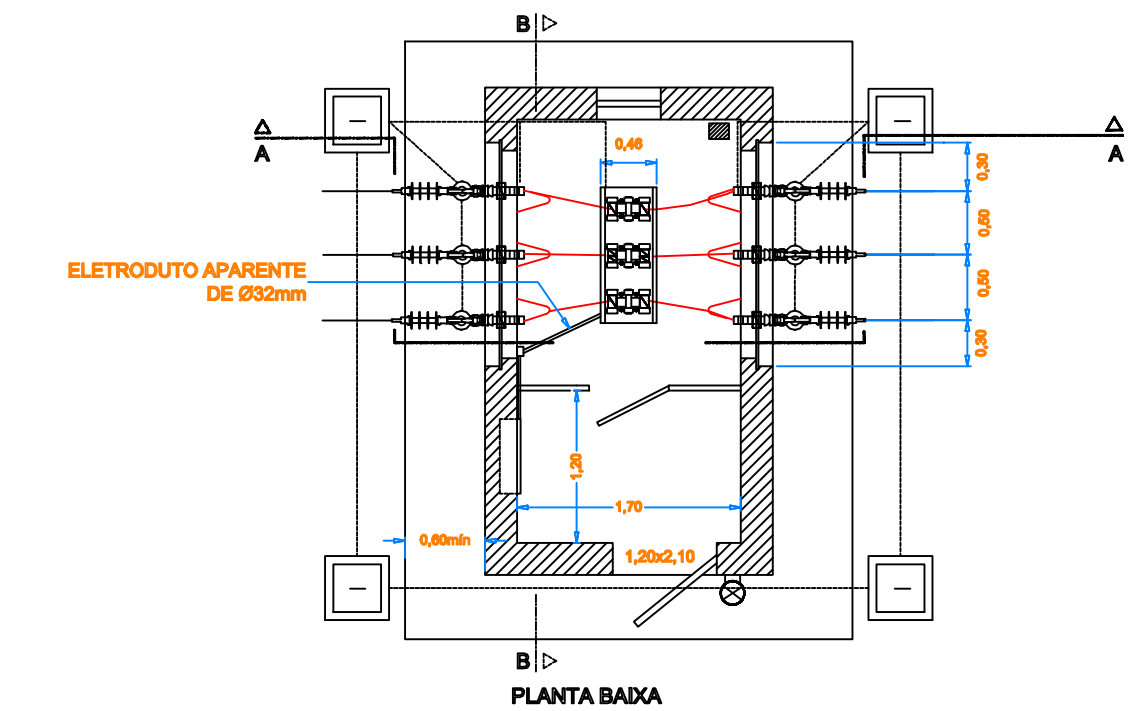 B
A
A
0,46
0,30
0,50
ELETRODUTO APARENTE
DE Ø32mm
0,50
0,30
1,20
1,70
0,60mín
1,20x2,10
B
PLANTA BAIXA